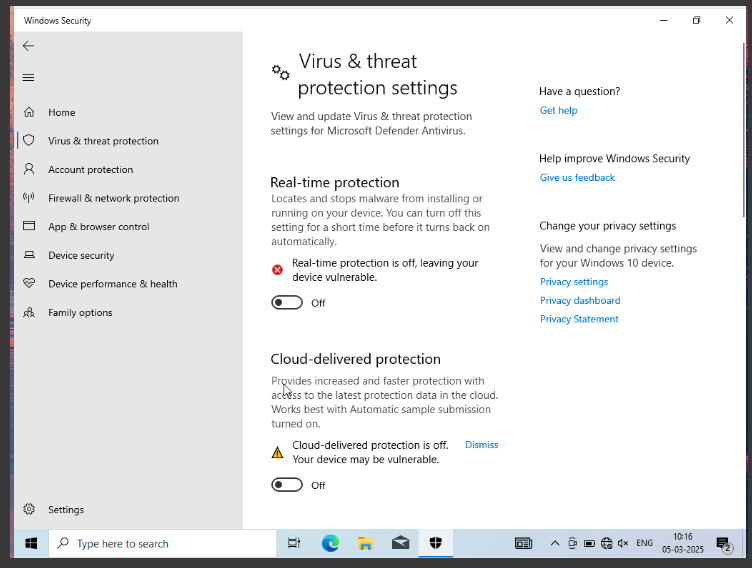 Windows Security
Home
Virus & threat protection
Account protection
Firewall & network protection
App & browser control
Device security
Device performance & health
Family options
Settings
Virus & threat
protection settings
View and update Virus & threat protection
settings for Microsoft Defender Antivirus.
Real-time protection
Locates and stops malware from installing or
running on your device. You can turn off this
setting for a short time before it turns back on
automatically.
Real-time protection is off, leaving your
device vulnerable.
Off
Cloud-delivered protection
Provides increased and faster protection with
access to the latest protection data in the cloud.
Works best with Automatic sample submission
turned on.
Cloud-delivered protection is off.
Your device may be vulnerable.
Dismiss
Off
Have a question?
Get help
Help improve Windows Security
Give us feedback
Change your privacy settings
View and change privacy settings
for your Windows 10 device.
Privacy settings
Privacy dashboard
Privacy Statement
Type here to search
ENG
10:16
05-03-2025
2